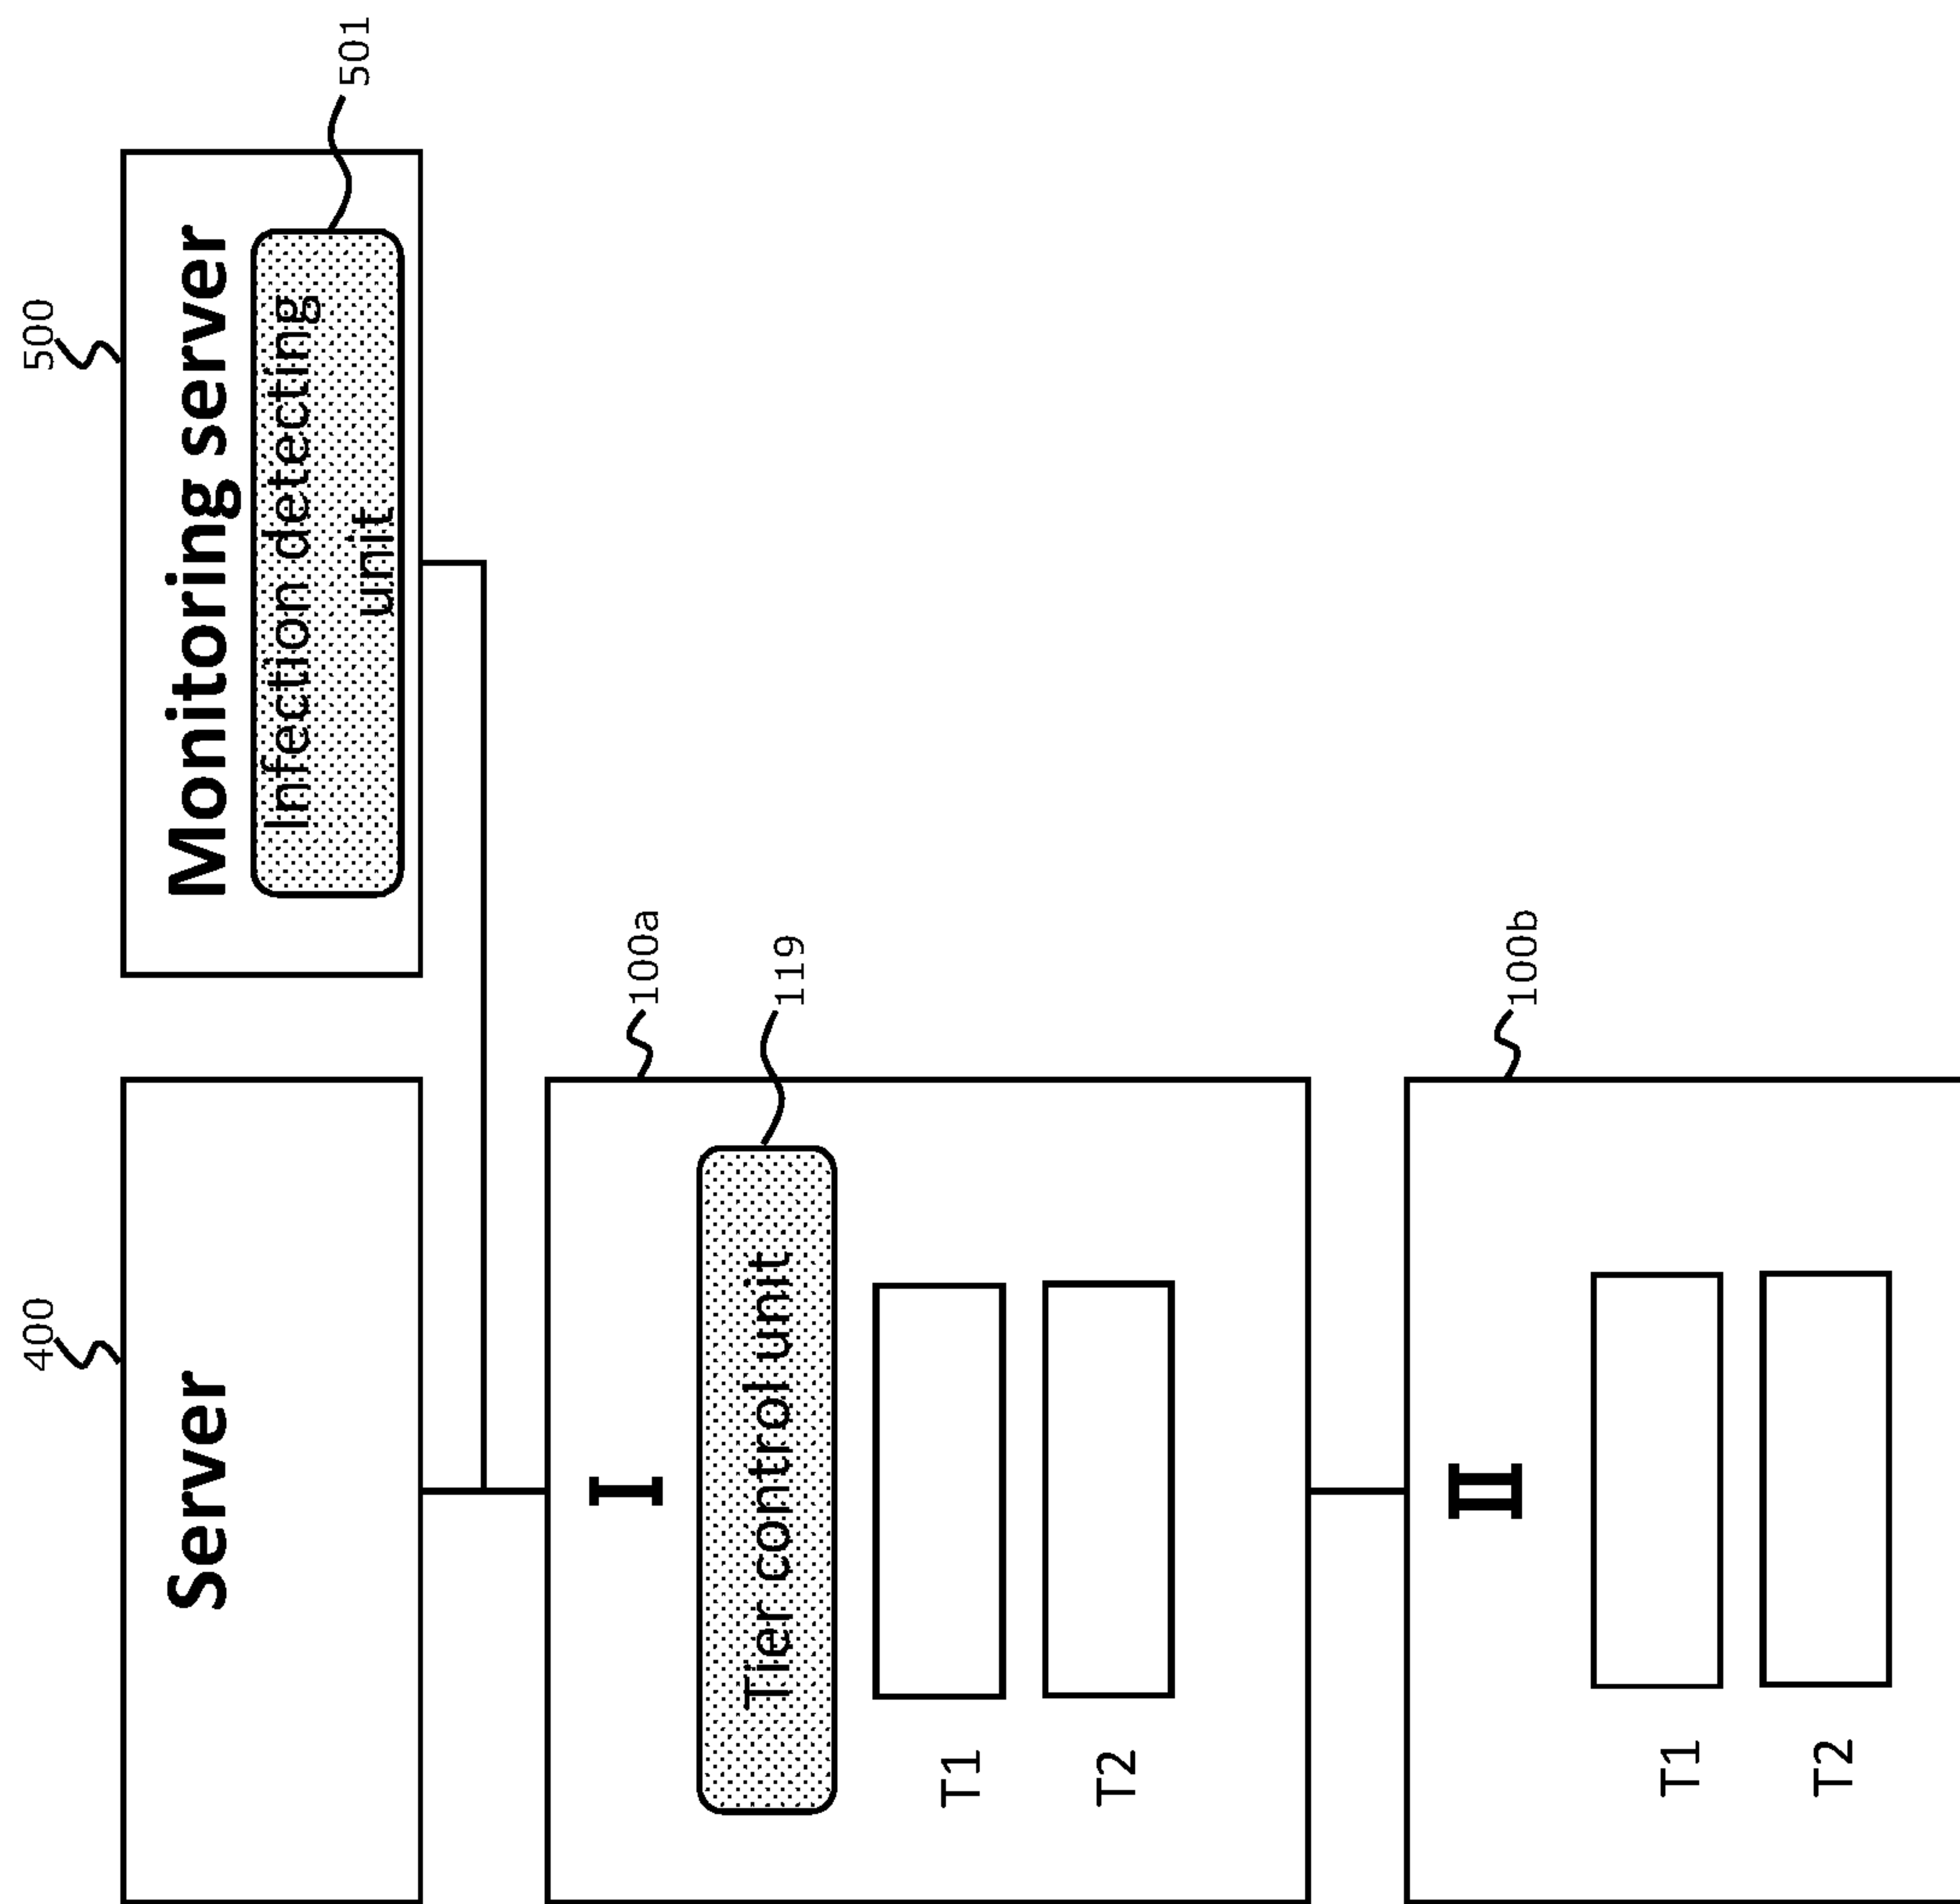 400
500
Server
Monitoring server
Infection detecting
unit
501
100a
I
Tier control unit
119
T1
T2
100b
II
T1
T2